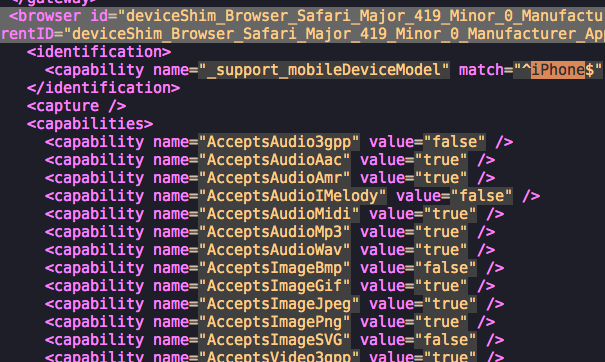 </gateway>
<browser id="deviceShim_Browser_Safari_Major_419_Minor_0_Manufactu
rentID="deviceShim_Browser_Safari_Major_419_Minor_0_Manufacturer_App
<identification>
<capability name="_support_mobileDeviceModel" match="^iPhone$"
</identification>
<capture />
<capabilities>
<capability name="AcceptsAudio3gpp" value="false" />
<capability name="AcceptsAudioAac" value="true" />
<capability name="AcceptsAudioAmr" value="true" />
<capability name="AcceptsAudioIMelody" value="false" />
<capability name="AcceptsAudioMidi" value="true" />
<capability name="AcceptsAudioMp3" value="true" />
<capability name="AcceptsAudioWav" value="true" />
<capability name="AcceptsImageBmp" value="false" />
<capability name="AcceptsImageGif" value="true" />
<capability name="AcceptsImageJpeg" value="true" />
<capability name="AcceptsImagePng" value="true" />
<capability name="AcceptsImageSVG" value="false" />
<capability name="AcceptsVideo3gpp" value="true" />